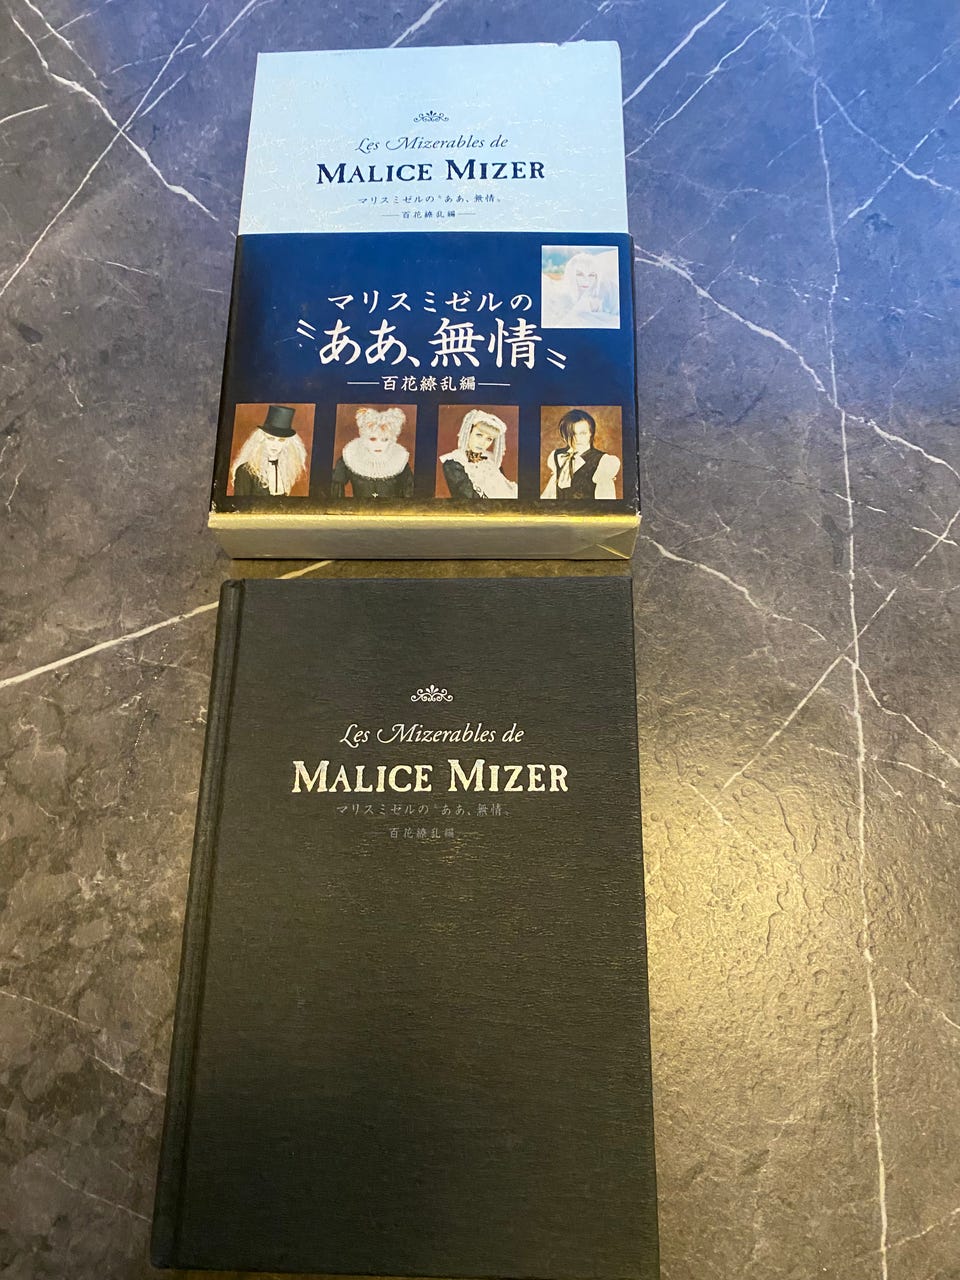 Les Mizerables de
MALICE MIZER
マリスミゼルの〝ああ、無情〟
百花繚乱編
マリスミゼルの
〝ああ、無情〟
百花繚乱編
Les Mizerables de
MALICE MIZER
マリスミゼルの〝ああ、無情〟
百花繚乱編